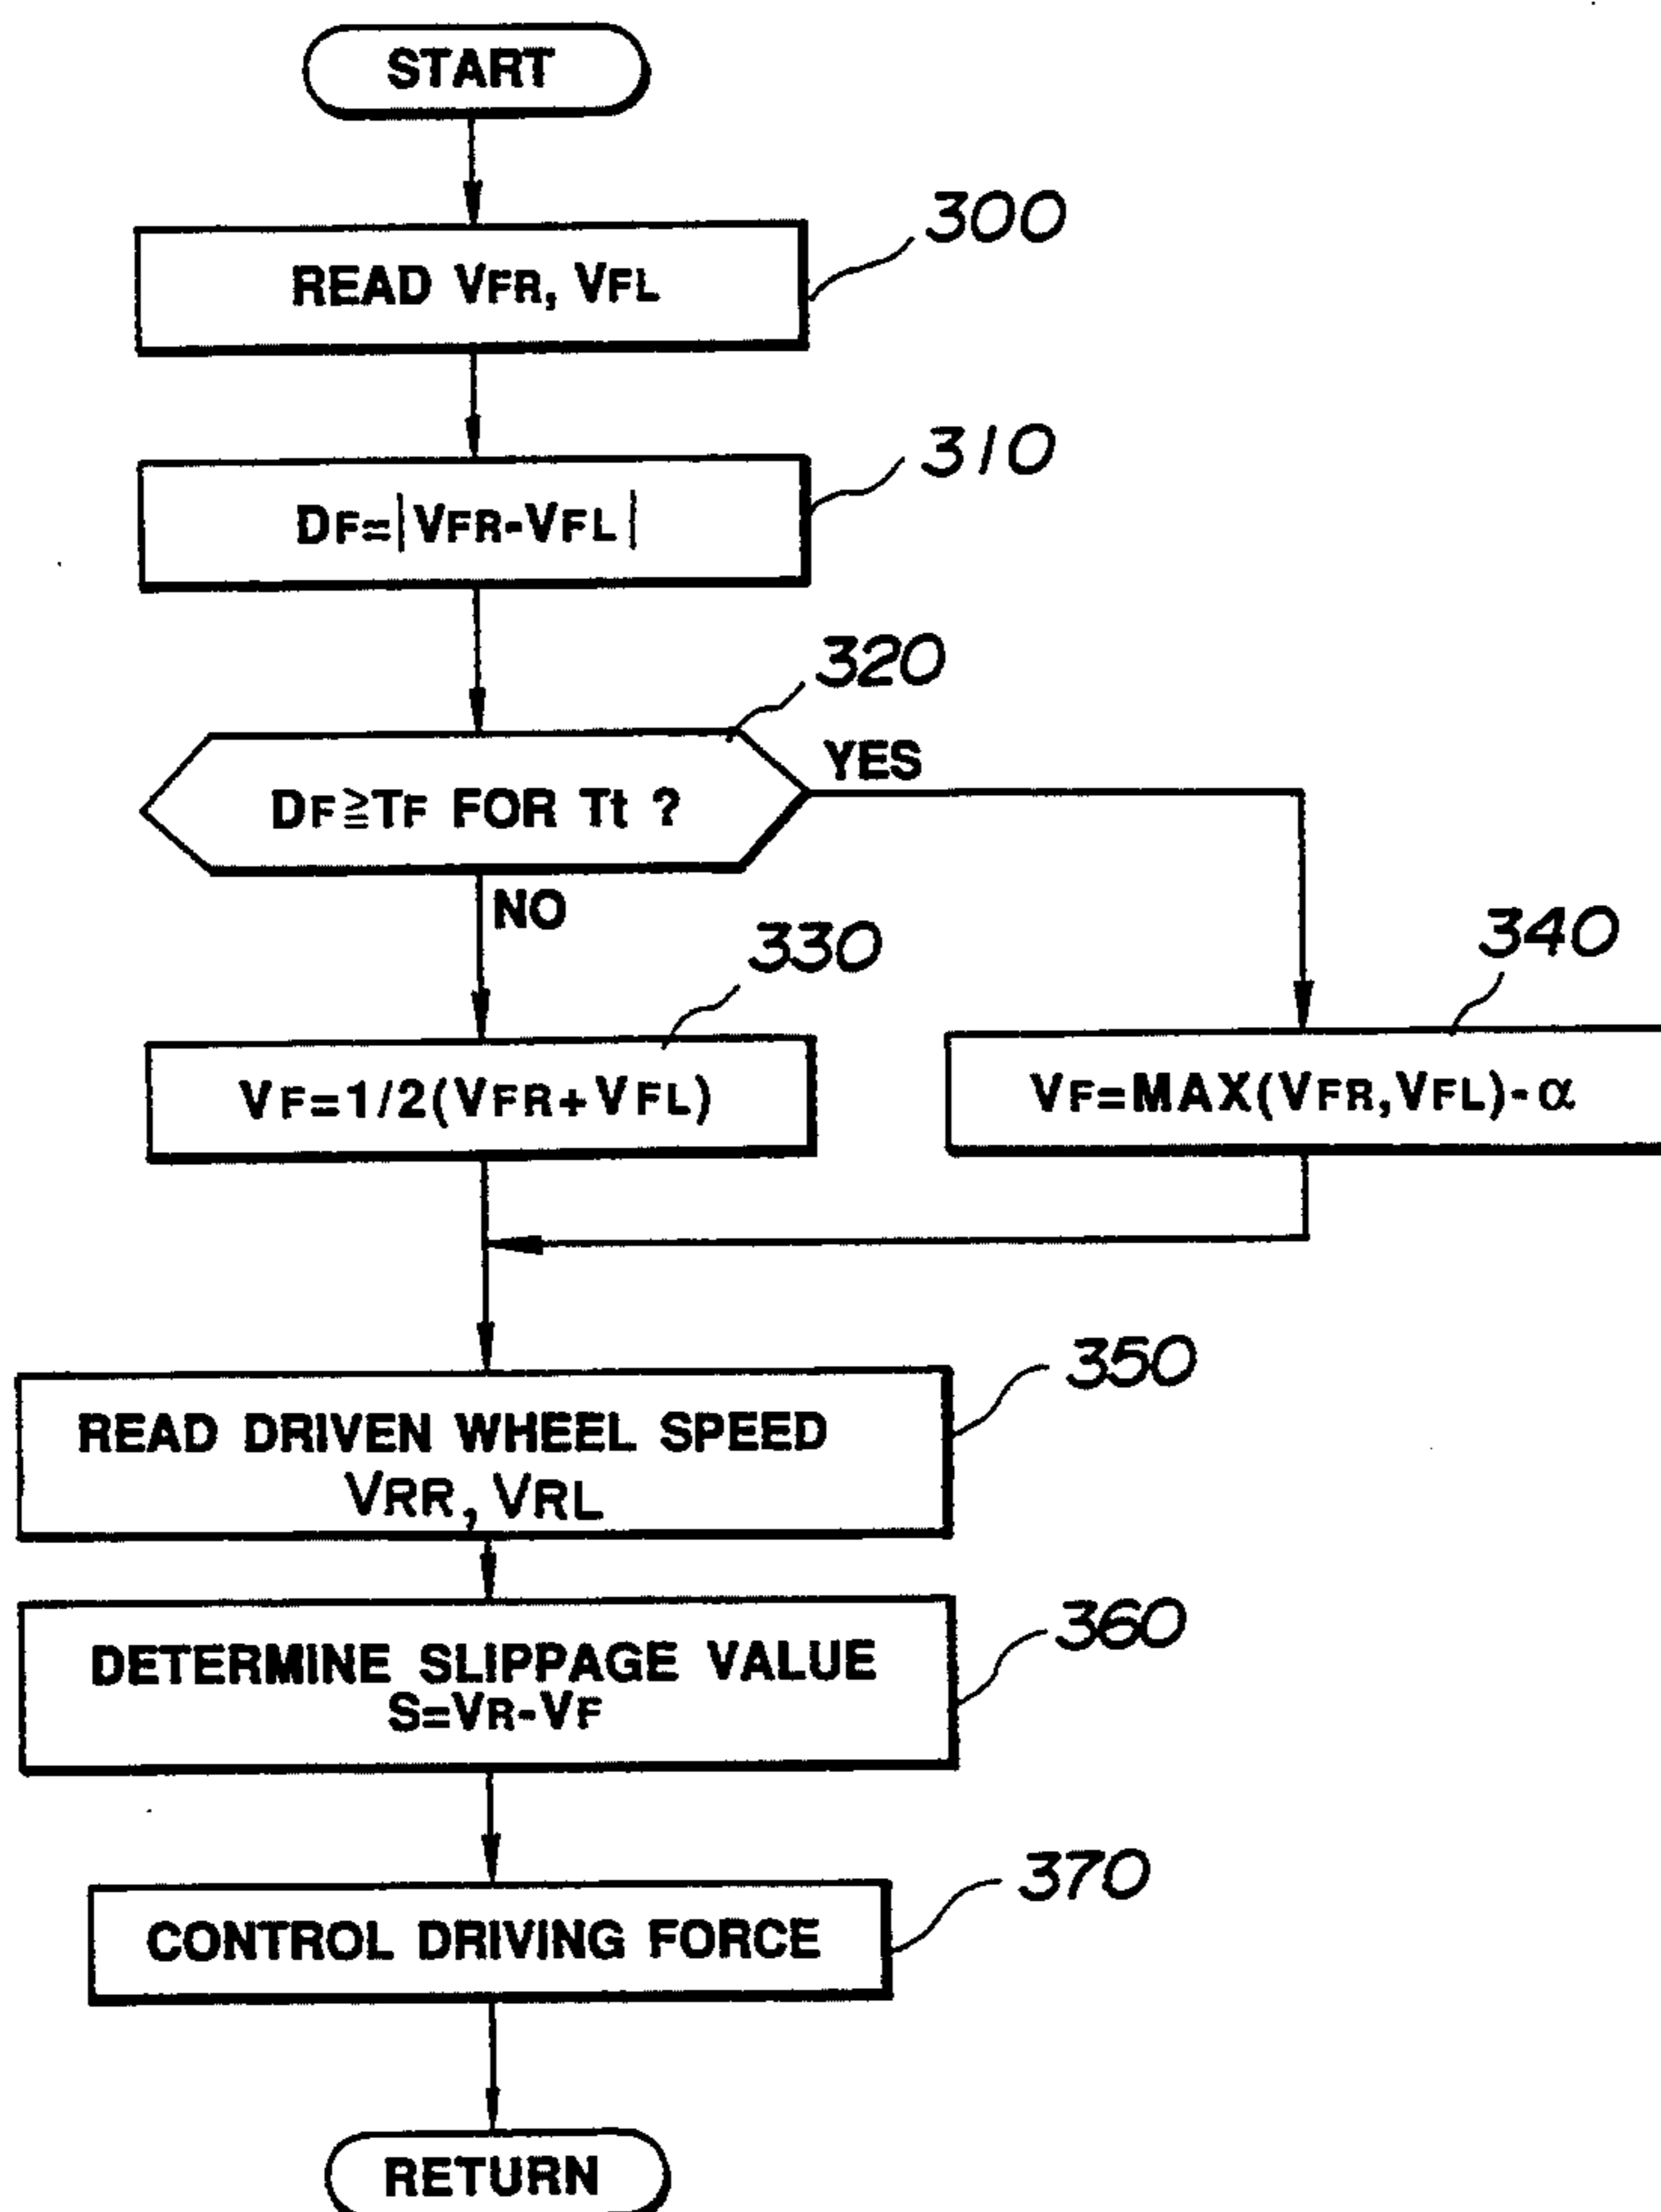 START
300
READ VFR, VFL
310
DF=|VFR-VFL|
320
DF≧TF FOR Tt ?
YES
NO
330
340
VF=1/2(VFR+VFL)
VF=MAX(VFR,VFL)-α
350
READ DRIVEN WHEEL SPEED
VRR, VRL
360
DETERMINE SLIPPAGE VALUE
S=VR-VF
370
CONTROL DRIVING FORCE
RETURN